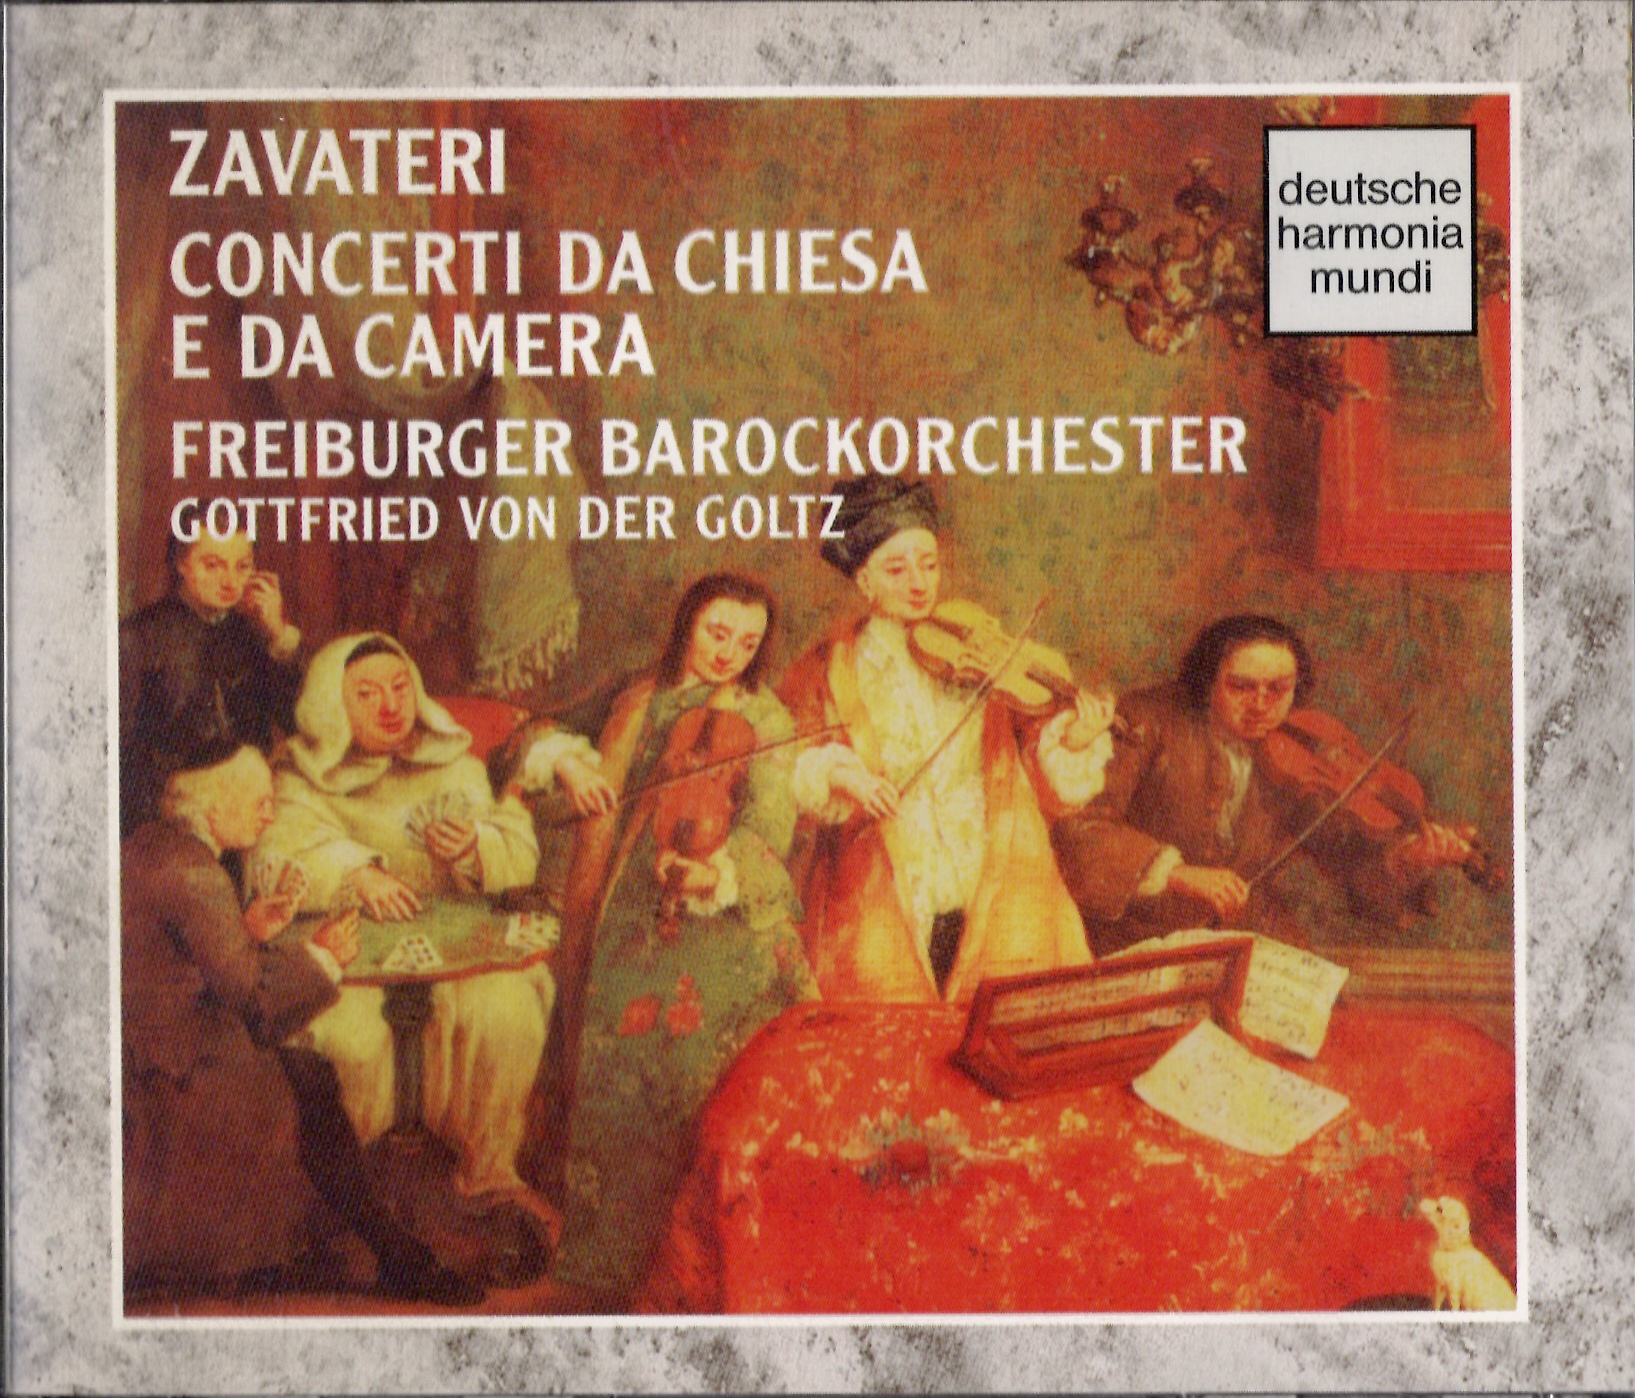 ZAVATERI
CONCERTI DA CHIESA
E DA CAMERA
FREIBURGER BAROCKORCHESTER
GOTTFRIED VON DER GOLTZ
deutsche
harmonia
mundi